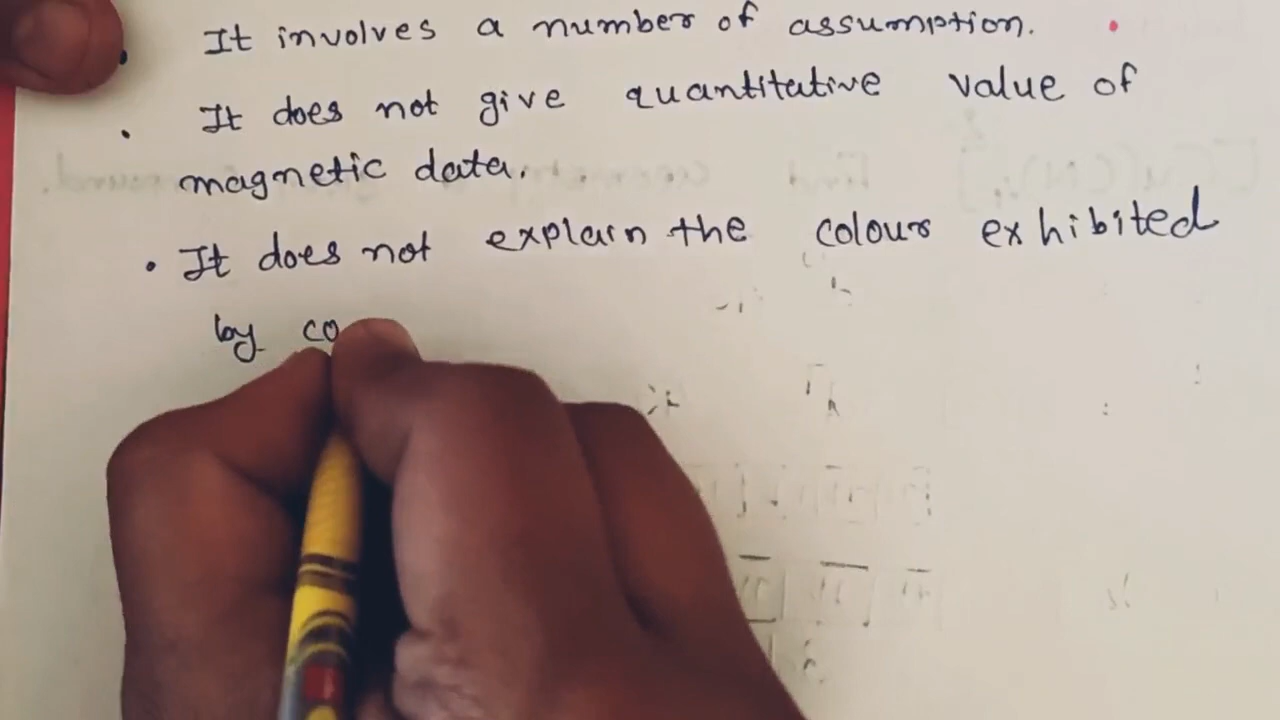 • It involves a number of assumption.
• It does not give quantitative value of
magnetic data.
• It does not explain the colour exhibited
by co